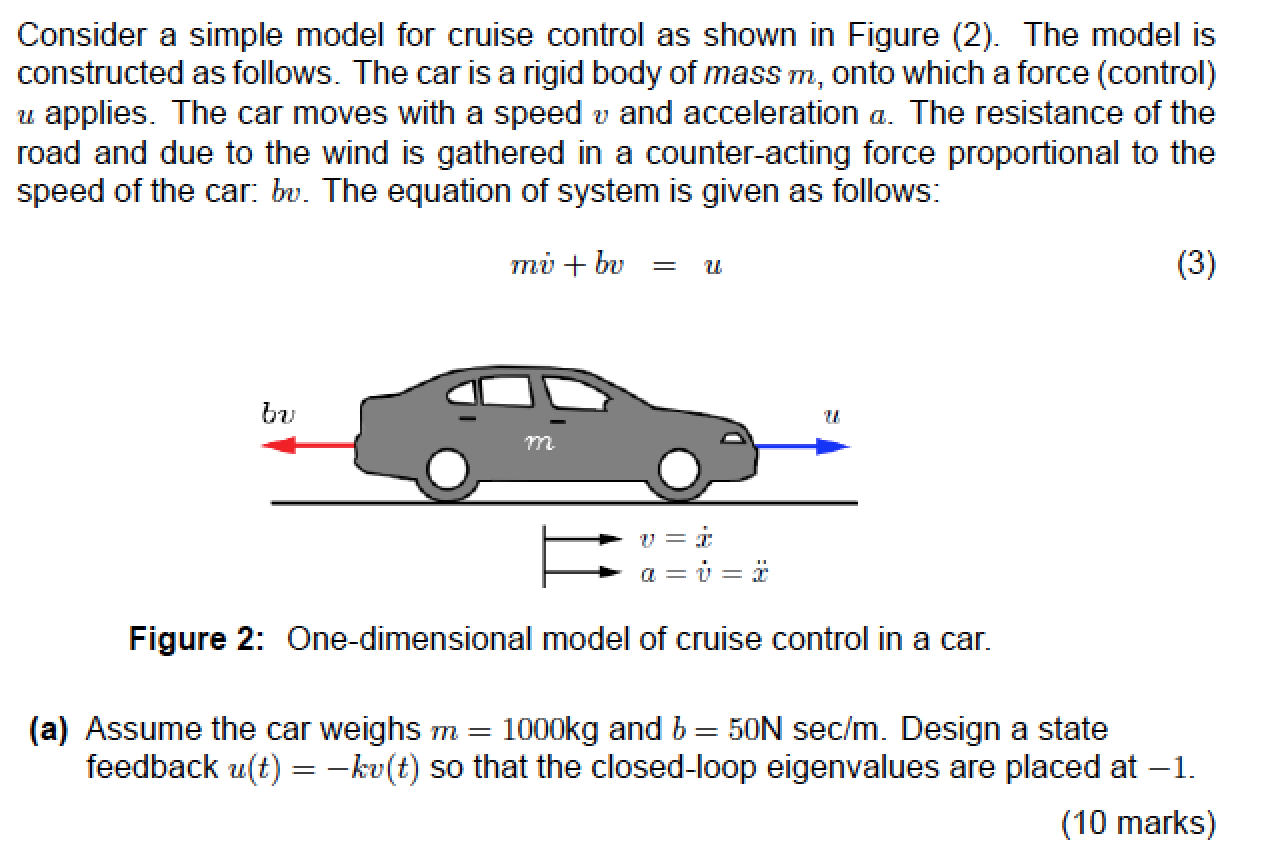 Consider a simple model for cruise control as shown in Figure (2). The model is
constructed as follows. The car is a rigid body of mass m, onto which a force (control)
u applies. The car moves with a speed v and acceleration a. The resistance of the
road and due to the wind is gathered in a counter-acting force proportional to the
speed of the car: bv. The equation of system is given as follows:
mv̇ + bv = u (3)
bv
u
m
v = ẋ
a = v̇ = ẍ
Figure 2: One-dimensional model of cruise control in a car.
(a) Assume the car weighs m = 1000kg and b = 50N sec/m. Design a state
feedback u(t) = −kv(t) so that the closed-loop eigenvalues are placed at −1.
(10 marks)